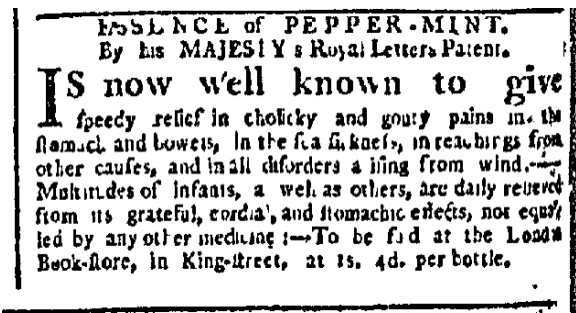 ESSENCE of PEPPER-MINT.
By his MAJESTY's Royal Letters Patent.
IS now well known to give
ſpeedy relief in cholicky and gouty pains in the
ſtomach and bowels, in the ſea ſickneſs, in reachings from
other cauſes, and in all diſorders a iſing from wind.—
Multitudes of infants, a well as others, are daily relieved
from its grateful, cordial, and ſtomachic effects, not equal
led by any other medicine :—To be ſ d at the London
Book-ſtore, in King-ſtreet, at 1s. 4d. per bottle.